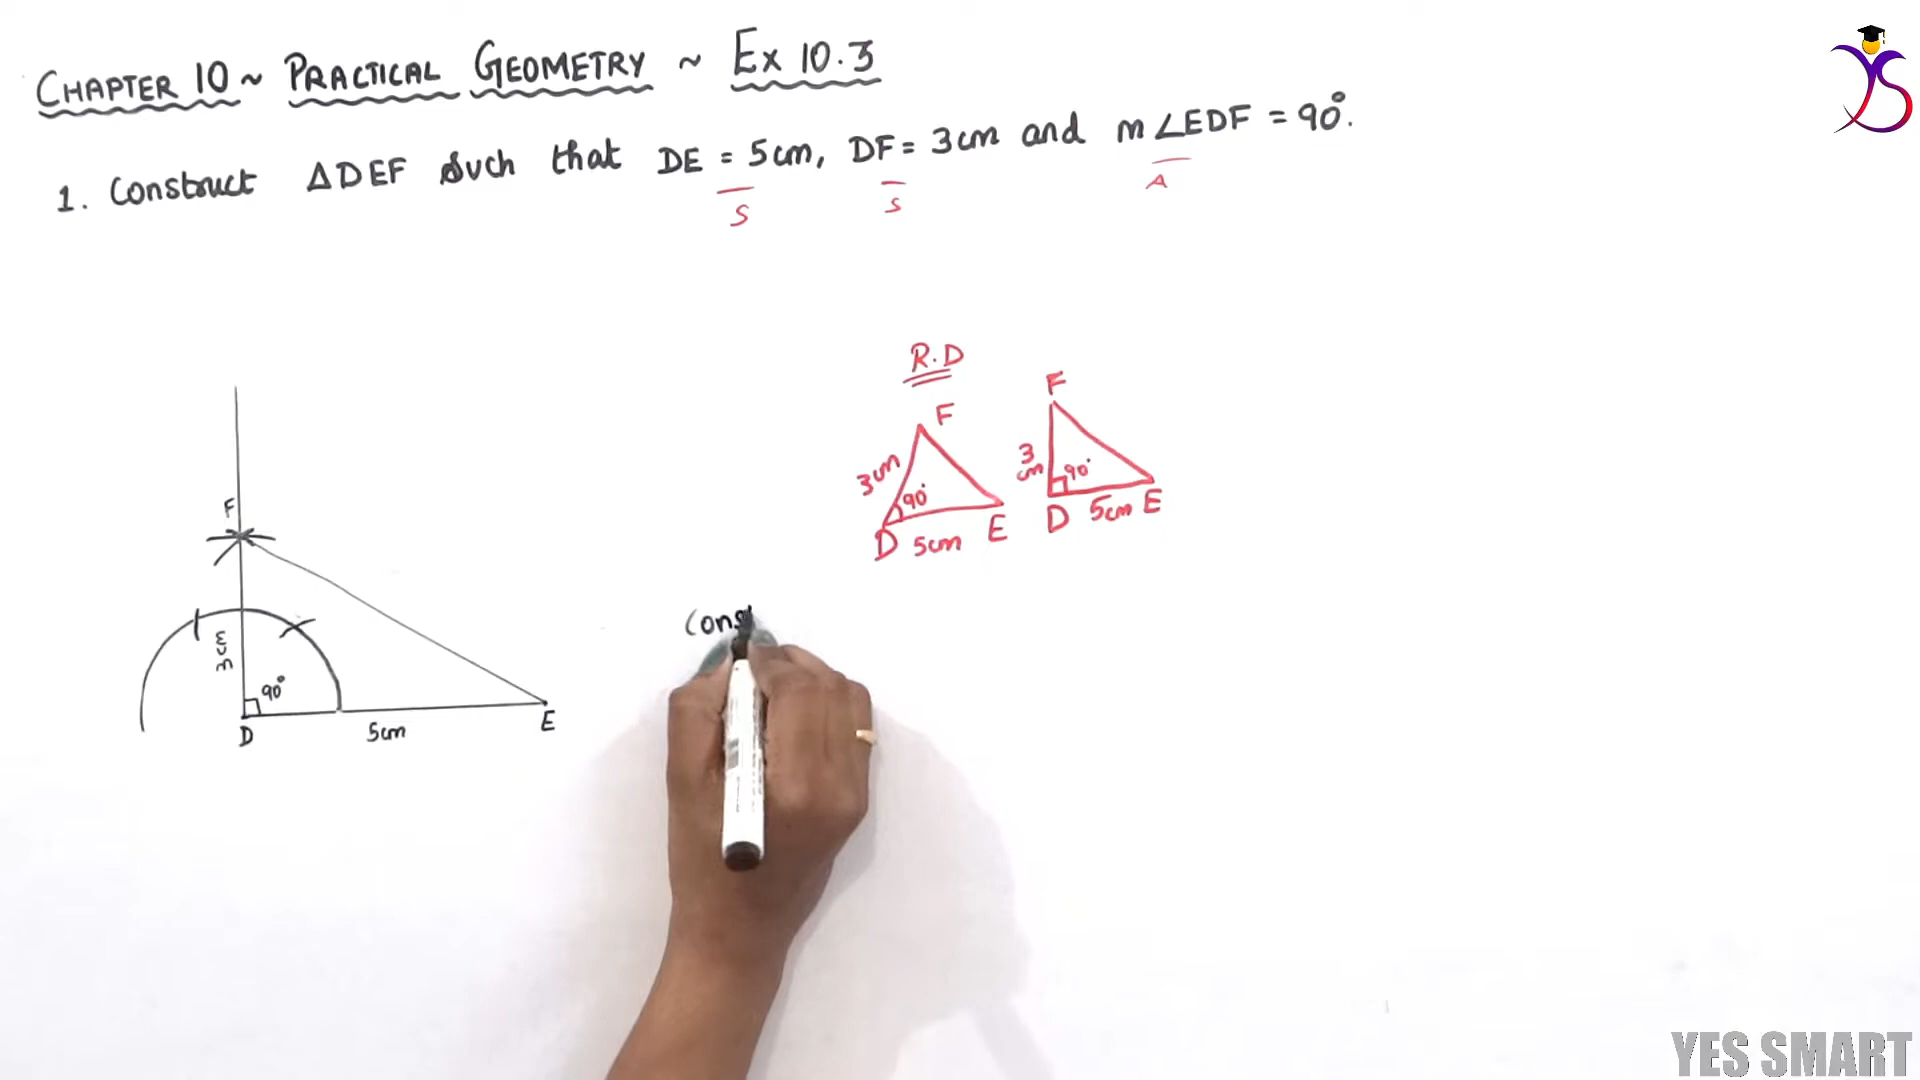 CHAPTER 10 ~ PRACTICAL GEOMETRY ~ EX 10.3
1. Construct ΔDEF such that DE = 5cm, DF = 3cm and m∠EDF = 90°.
S S A
R.D
F
3cm
90°
D 5cm E
F
3 cm
90°
D 5cm E
F
3cm
90°
D 5cm E
Cons
YES SMART